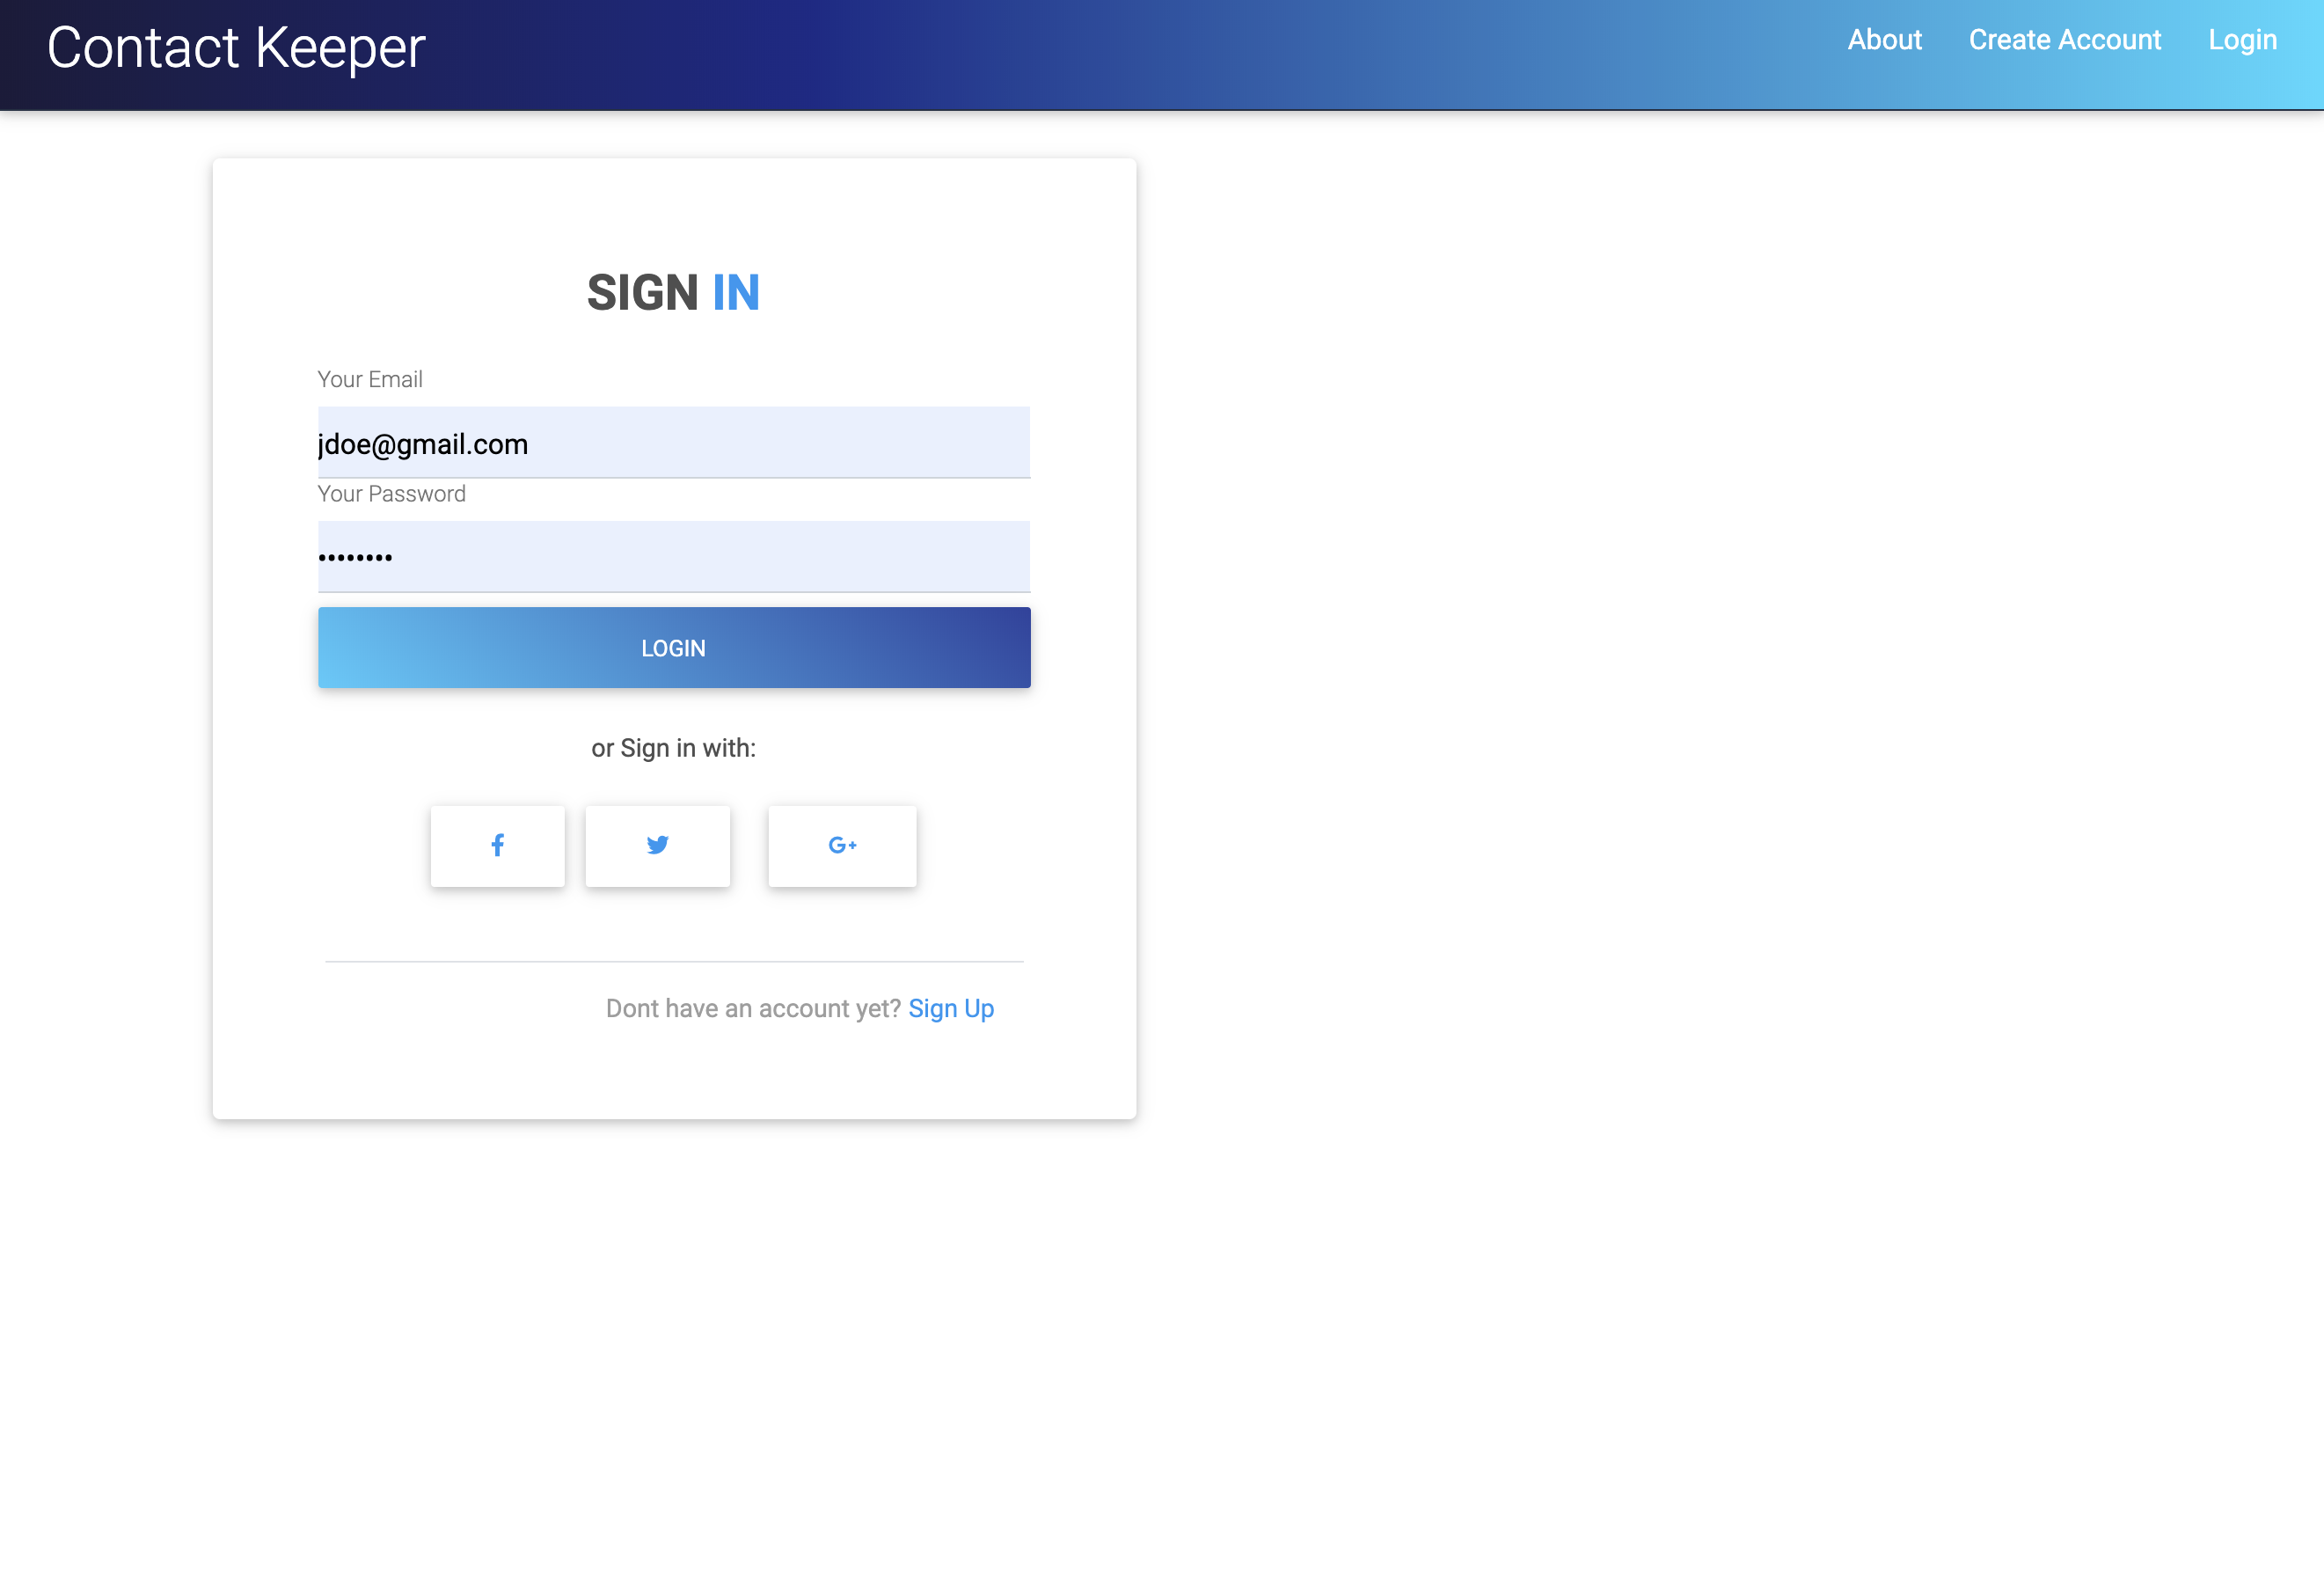 Contact Keeper
About Create Account Login
SIGN IN
Your Email
jdoe@gmail.com
Your Password
••••••••
LOGIN
or Sign in with:
f
G+
Dont have an account yet? Sign Up